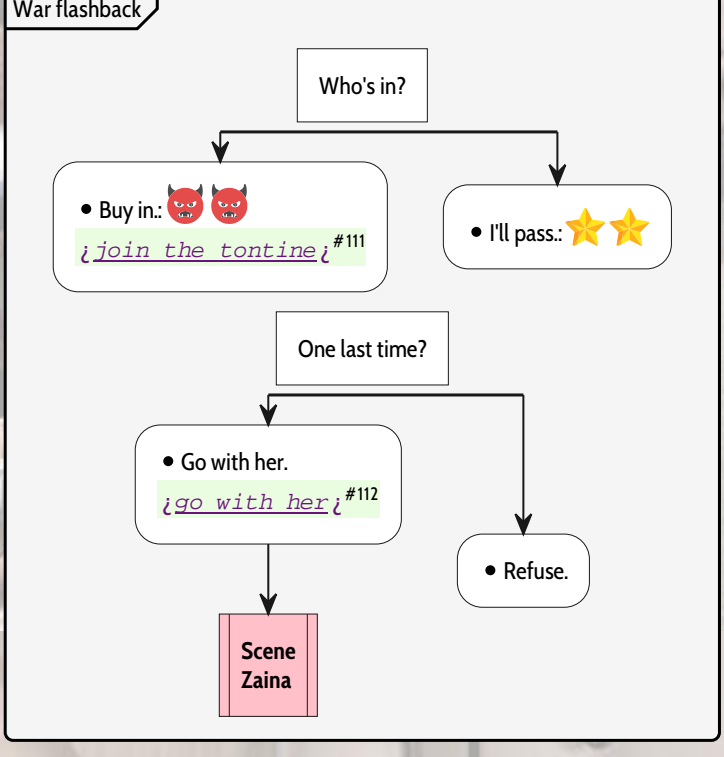 War flashback
Who's in?
• Buy in.:
¿join the tontine¿#111
• I'll pass.:
One last time?
• Go with her.
¿go with her¿#112
• Refuse.
Scene
Zaina